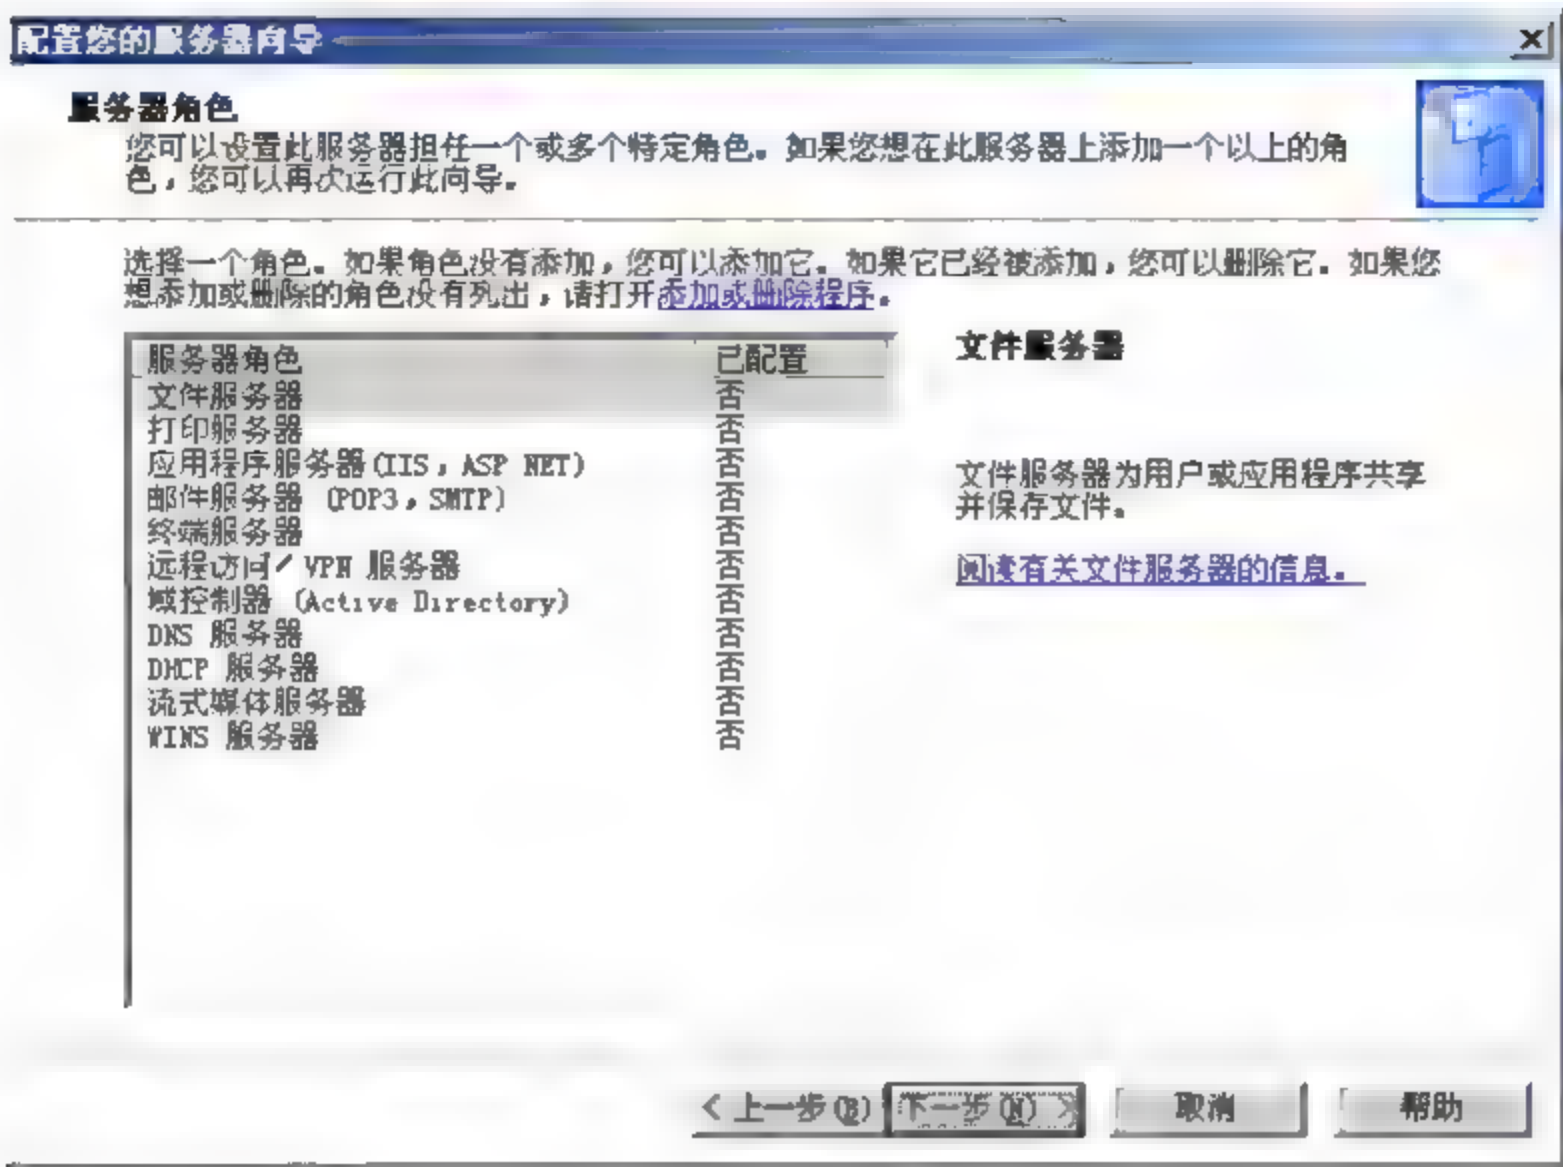 配置您的服务器向导
服务器角色
您可以设置此服务器担任一个或多个特定角色。如果您想在此服务器上添加一个以上的角
色，您可以再次运行此向导。
选择一个角色。如果角色没有添加，您可以添加它。如果它已经被添加，您可以删除它。如果您
想添加或删除的角色没有列出，请打开添加或删除程序。
服务器角色 已配置
文件服务器 否
打印服务器 否
应用程序服务器(IIS，ASP NET) 否
邮件服务器 (POP3，SMTP) 否
终端服务器 否
远程访问/ VPN 服务器 否
域控制器 (Active Directory) 否
DNS 服务器 否
DHCP 服务器 否
流式媒体服务器 否
WINS 服务器 否
文件服务器
文件服务器为用户或应用程序共享
并保存文件。
阅读有关文件服务器的信息。
< 上一步(B) 下一步(N) > 取消 帮助